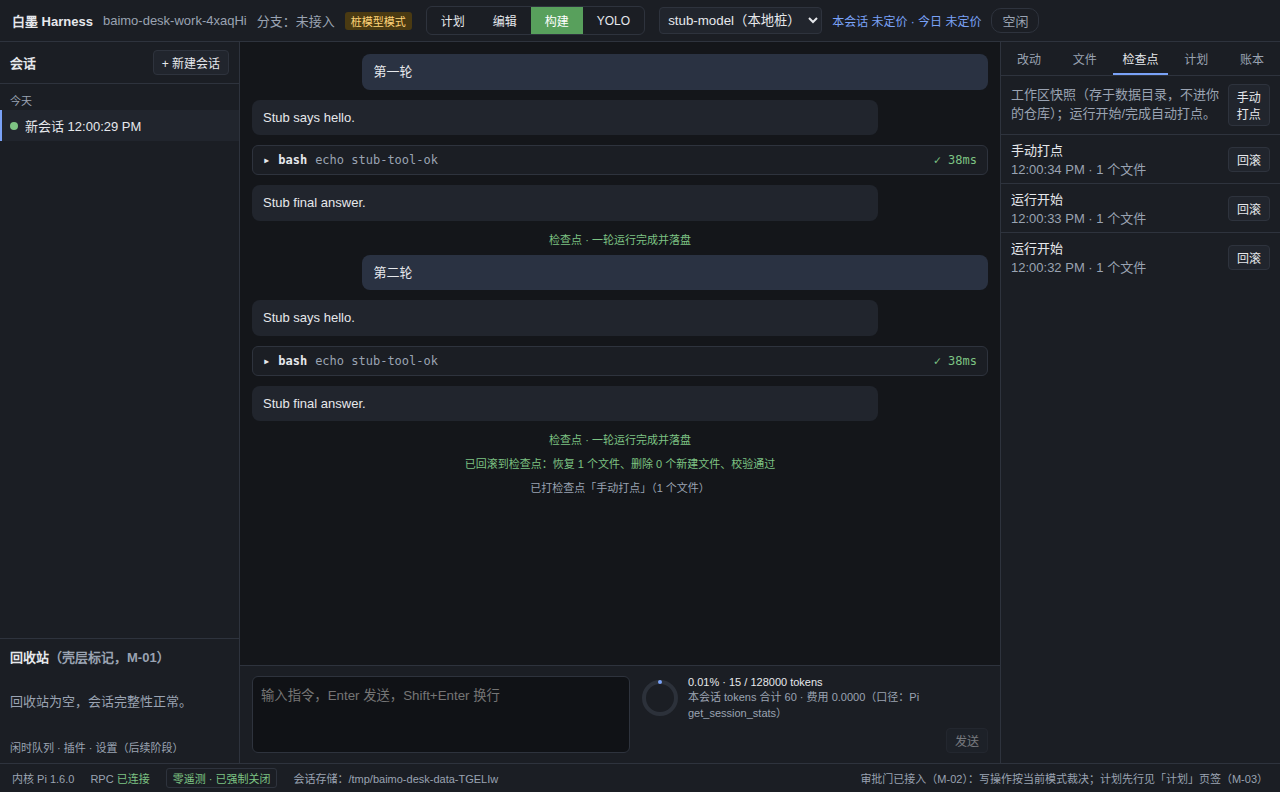 白墨 Harness baimo-desk-work-4xaqHi 分支：未接入 桩模型模式 计划 编辑 构建 YOLO stub-model（本地桩） 本会话 未定价 · 今日 未定价 空闲
会话 + 新建会话
今天
新会话 12:00:29 PM
回收站（壳层标记，M-01）
回收站为空，会话完整性正常。
闲时队列 · 插件 · 设置（后续阶段）
第一轮
Stub says hello.
▸ bash echo stub-tool-ok ✓ 38ms
Stub final answer.
检查点 · 一轮运行完成并落盘
第二轮
Stub says hello.
▸ bash echo stub-tool-ok ✓ 38ms
Stub final answer.
检查点 · 一轮运行完成并落盘
已回滚到检查点：恢复 1 个文件、删除 0 个新建文件、校验通过
已打检查点「手动打点」（1 个文件）
输入指令，Enter 发送，Shift+Enter 换行
0.01% · 15 / 128000 tokens
本会话 tokens 合计 60 · 费用 0.0000（口径：Pi
get_session_stats）
发送
改动 文件 检查点 计划 账本
工作区快照（存于数据目录，不进你
的仓库）；运行开始/完成自动打点。
手动
打点
手动打点
12:00:34 PM · 1 个文件
回滚
运行开始
12:00:33 PM · 1 个文件
回滚
运行开始
12:00:32 PM · 1 个文件
回滚
内核 Pi 1.6.0 RPC 已连接 零遥测 · 已强制关闭 会话存储：/tmp/baimo-desk-data-TGELIw 审批门已接入（M-02）：写操作按当前模式裁决；计划先行见「计划」页签（M-03）